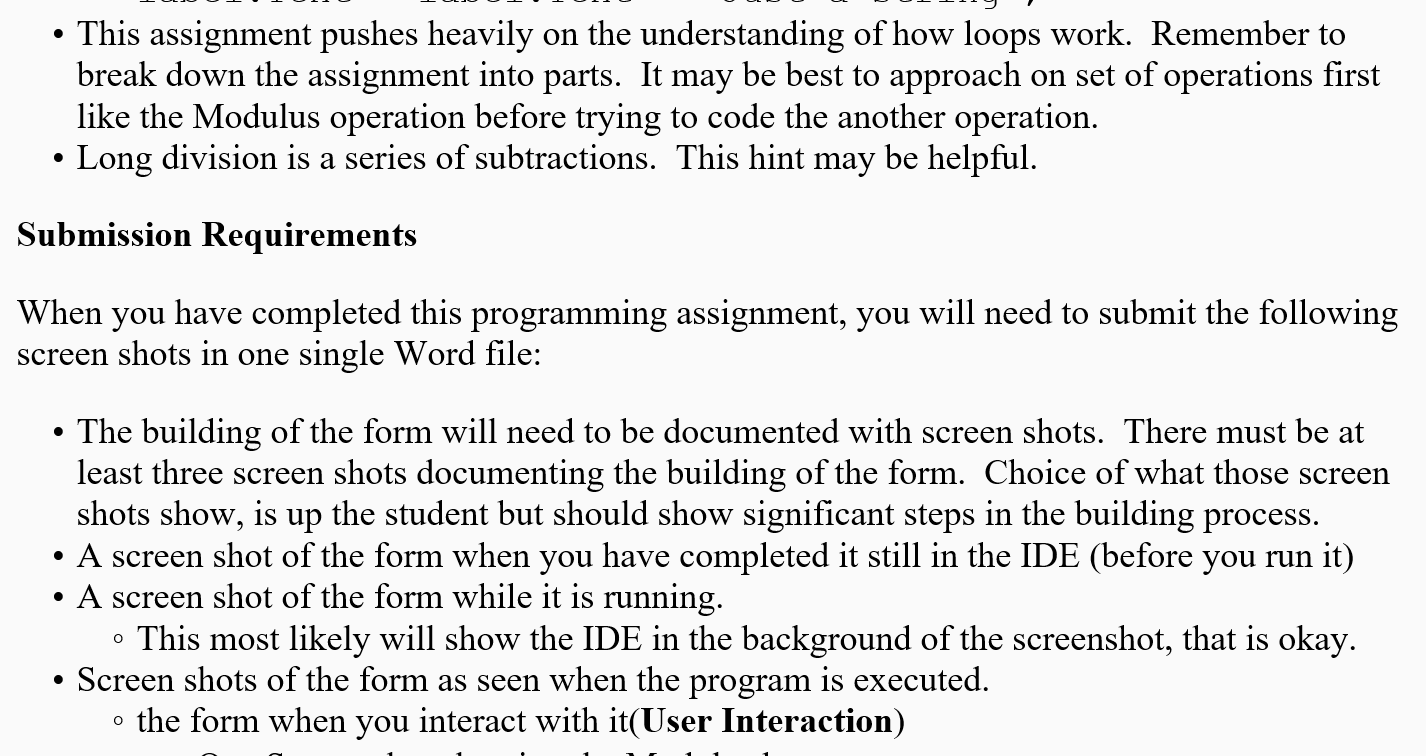 • This assignment pushes heavily on the understanding of how loops work.  Remember to
break down the assignment into parts.  It may be best to approach on set of operations first
like the Modulus operation before trying to code the another operation.
• Long division is a series of subtractions.  This hint may be helpful.
Submission Requirements
When you have completed this programming assignment, you will need to submit the following
screen shots in one single Word file:
• The building of the form will need to be documented with screen shots.  There must be at
least three screen shots documenting the building of the form.  Choice of what those screen
shots show, is up the student but should show significant steps in the building process.
• A screen shot of the form when you have completed it still in the IDE (before you run it)
• A screen shot of the form while it is running.
◦ This most likely will show the IDE in the background of the screenshot, that is okay.
• Screen shots of the form as seen when the program is executed.
◦ the form when you interact with it(User Interaction)